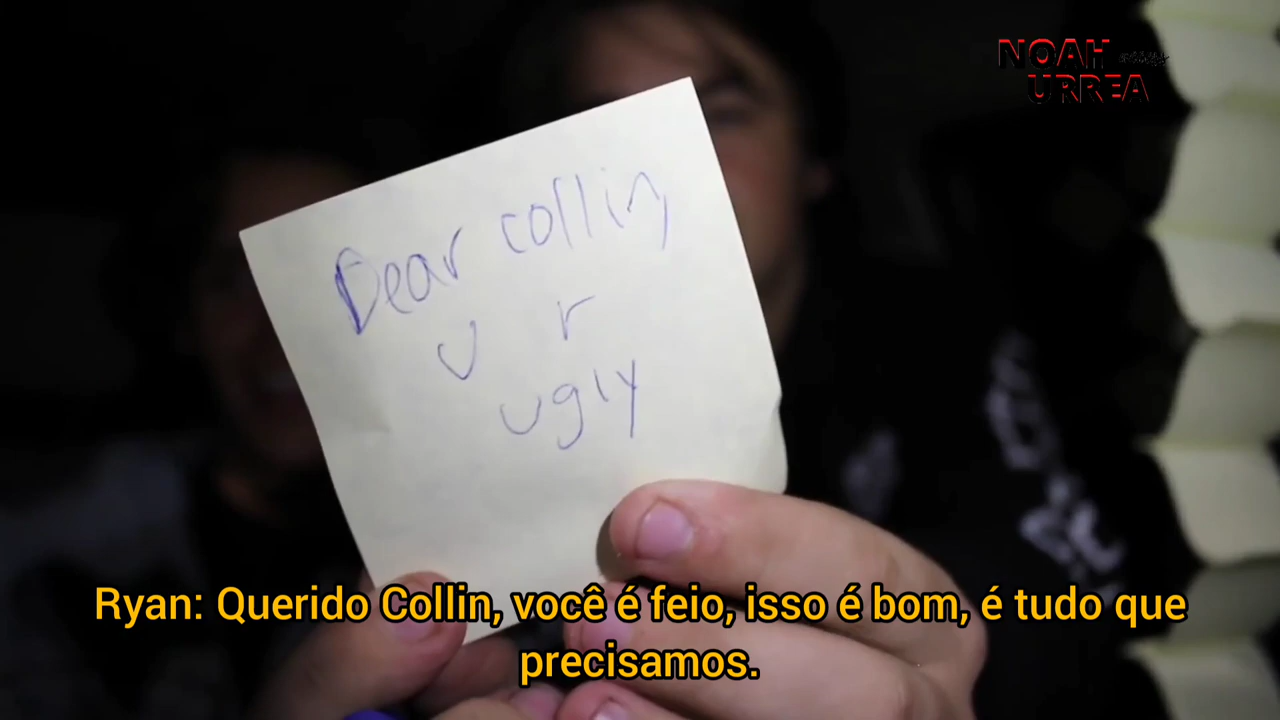 NOAH
URREA
Dear collin,
U r
ugly
Ryan: Querido Collin, você é feio, isso é bom, é tudo que
precisamos.